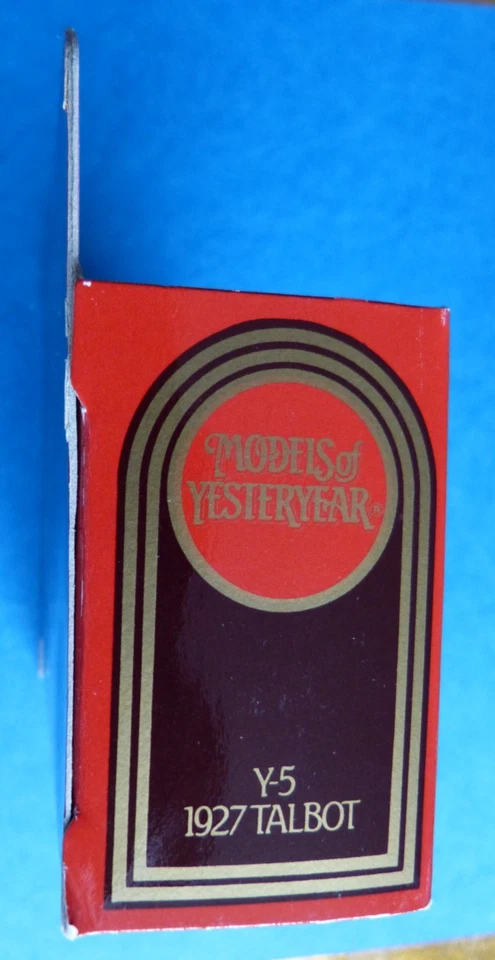 MODELS of
YESTERYEAR®
Y-5
1927 TALBOT